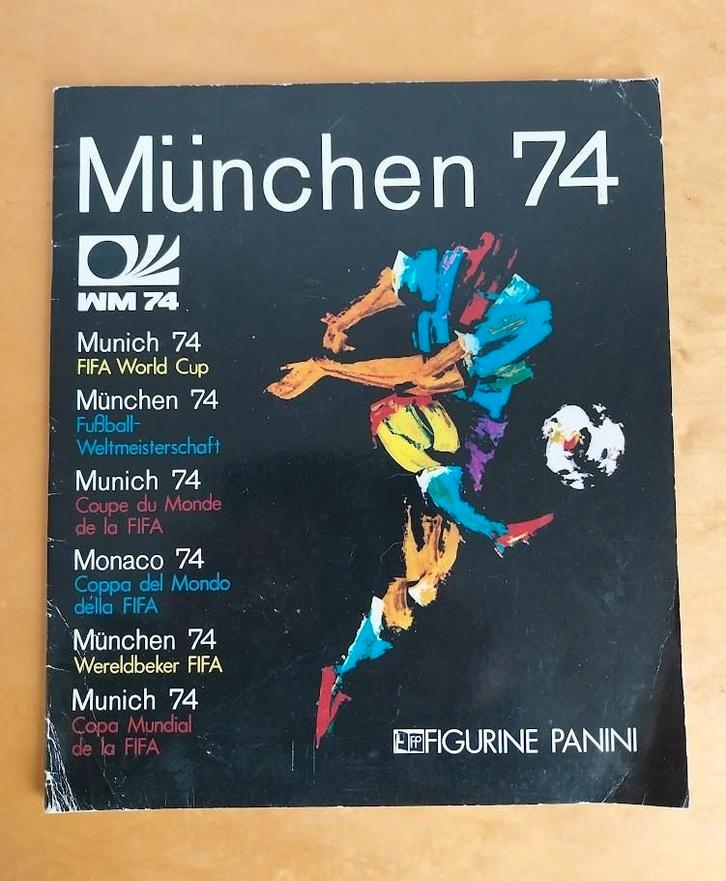 München 74
WM 74
Munich 74
FIFA World Cup
München 74
Fußball-
Weltmeisterschaft
Munich 74
Coupe du Monde
de la FIFA
Monaco 74
Coppa del Mondo
della FIFA
München 74
Wereldbeker FIFA
Munich 74
Copa Mundial
de la FIFA
FP FIGURINE PANINI